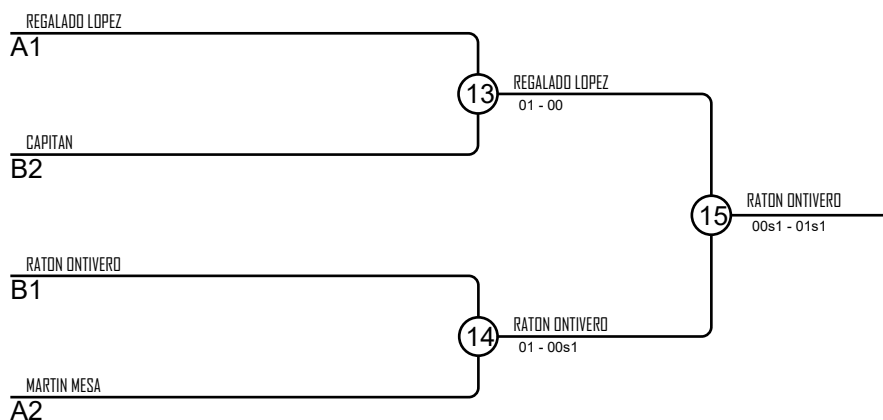 REGALADO LOPEZ
A1
13
REGALADO LOPEZ
01 - 00
CAPITAN
B2
15
RATON ONTIVERO
00s1 - 01s1
RATON ONTIVERO
B1
14
RATON ONTIVERO
01 - 00s1
MARTIN MESA
A2